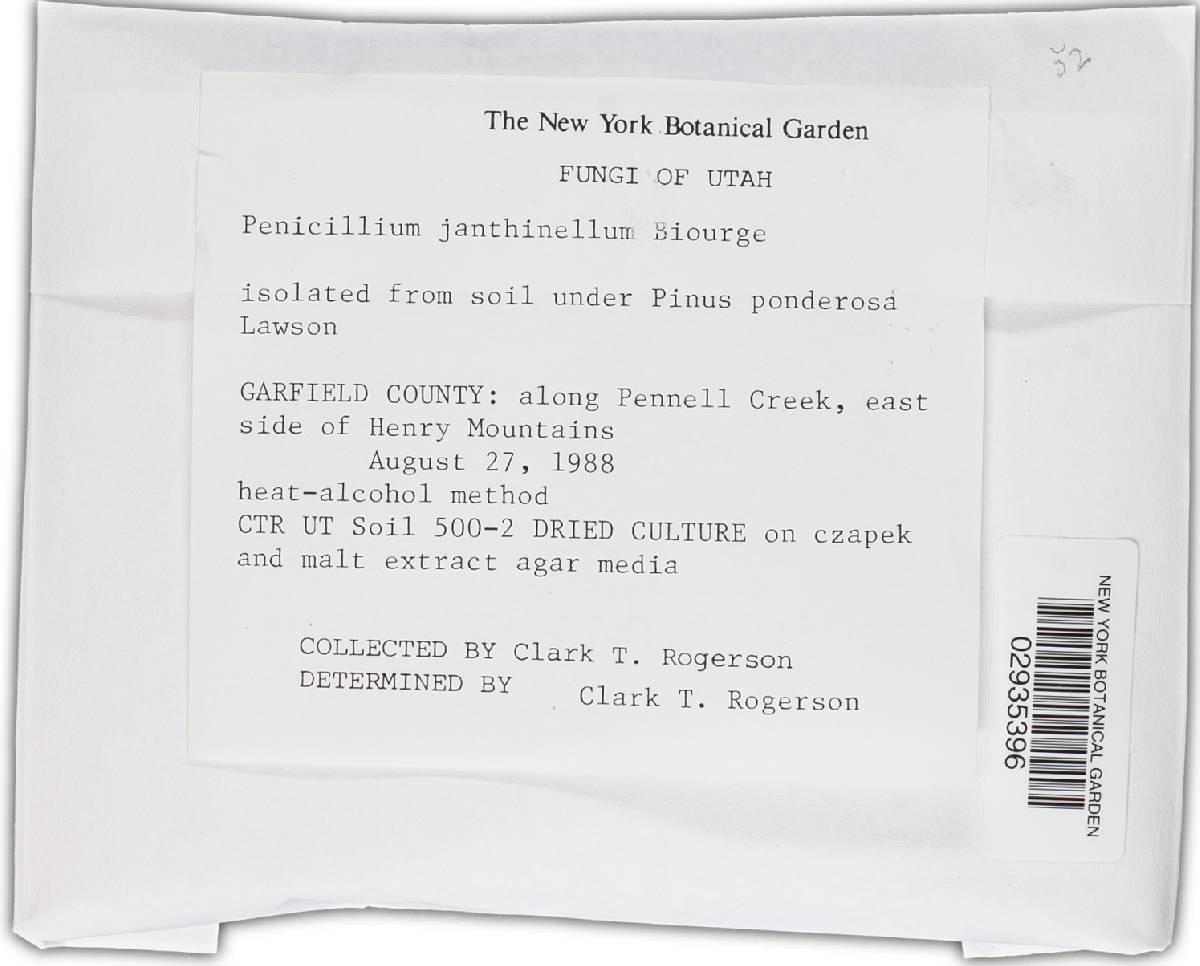 The New York Botanical Garden
FUNGI OF UTAH
Penicillium janthinellum Biourge
isolated from soil under Pinus ponderosa
Lawson
GARFIELD COUNTY: along Pennell Creek, east
side of Henry Mountains
August 27, 1988
heat-alcohol method
CTR UT Soil 500-2 DRIED CULTURE on czapek
and malt extract agar media
COLLECTED BY Clark T. Rogerson
DETERMINED BY Clark T. Rogerson
NEW YORK BOTANICAL GARDEN
02935396